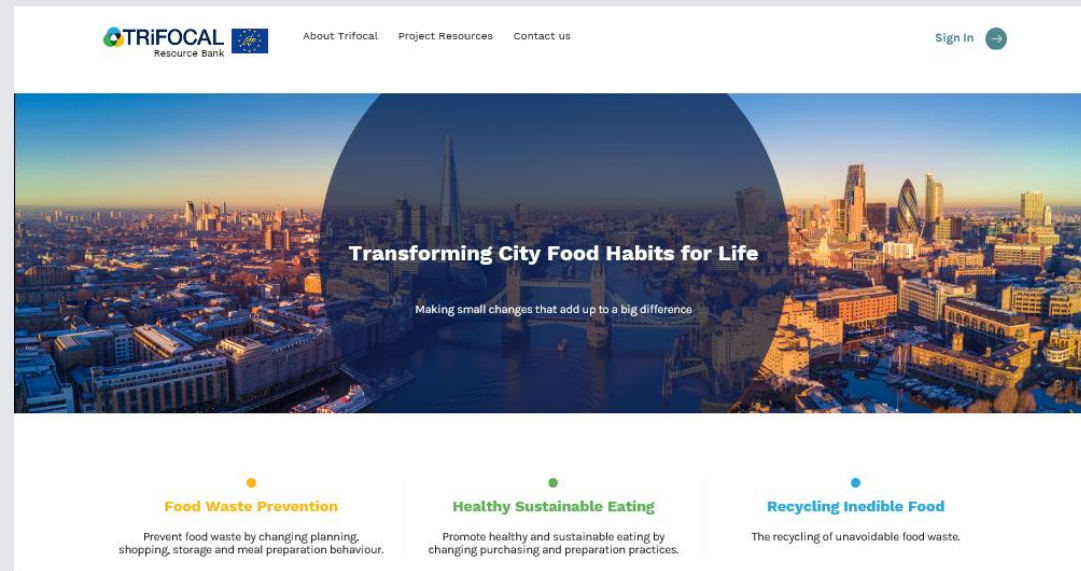 TRiFOCAL
Resource Bank
Life
About Trifocal Project Resources Contact us
Sign In
Transforming City Food Habits for Life
Making small changes that add up to a big difference
Food Waste Prevention
Prevent food waste by changing planning,
shopping, storage and meal preparation behaviour.
Healthy Sustainable Eating
Promote healthy and sustainable eating by
changing purchasing and preparation practices.
Recycling Inedible Food
The recycling of unavoidable food waste.